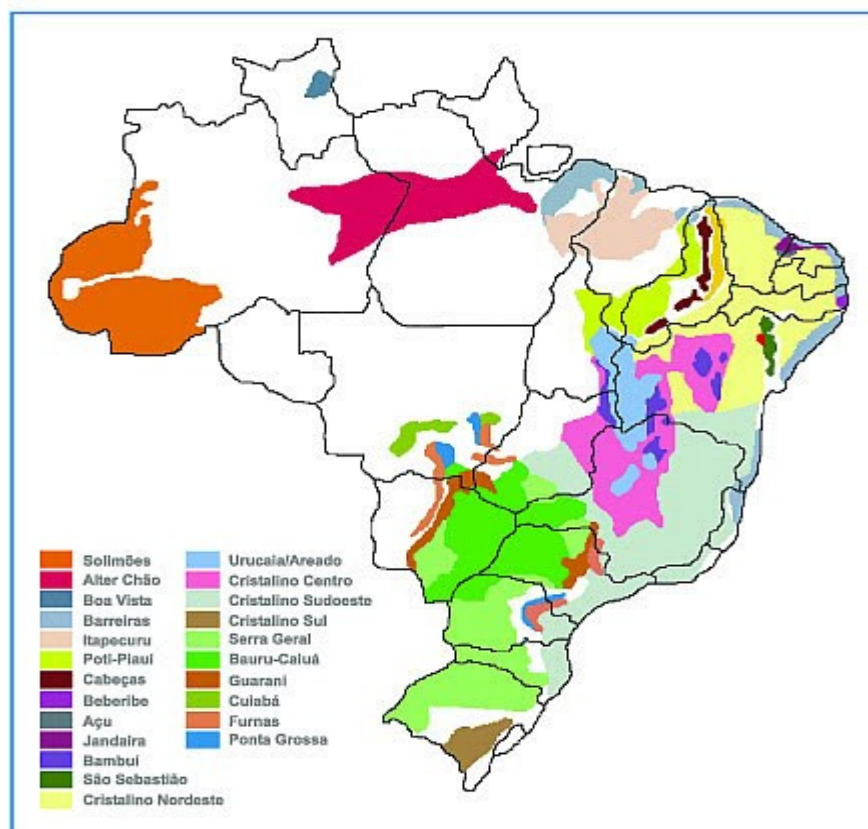 Solimões
Alter Chão
Boa Vista
Barreiras
Itapecuru
Poti-Piauí
Cabeças
Beberibe
Açu
Jandaíra
Bambuí
São Sebastião
Cristalino Nordeste
Urucaia/Areado
Cristalino Centro
Cristalino Sudoeste
Cristalino Sul
Serra Geral
Bauru-Caiuá
Guarani
Cuiabá
Furnas
Ponta Grossa